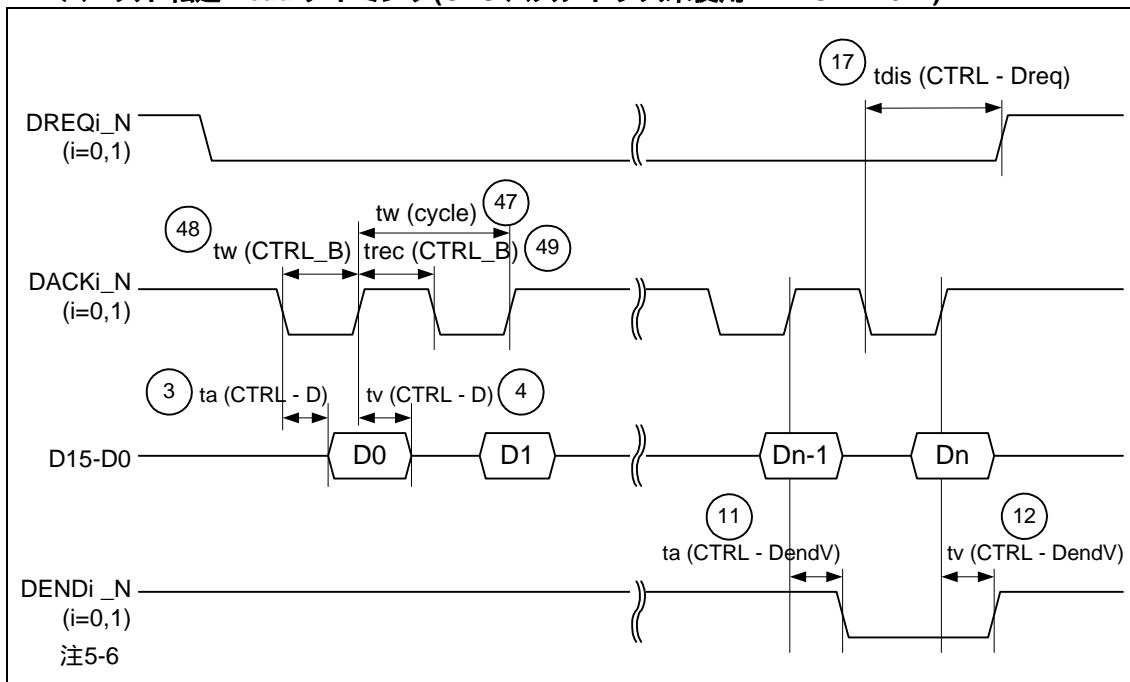 17
tdis (CTRL - Dreq)
DREQi_N
(i=0,1)
48
tw (cycle)
47
tw (CTRL_B)
trec (CTRL_B)
49
DACKi_N
(i=0,1)
3
ta (CTRL - D)
tv (CTRL - D)
4
D15-D0
D0
D1
Dn-1
Dn
11
12
ta (CTRL - DendV)
tv (CTRL - DendV)
DENDi _N
(i=0,1)
注5-6